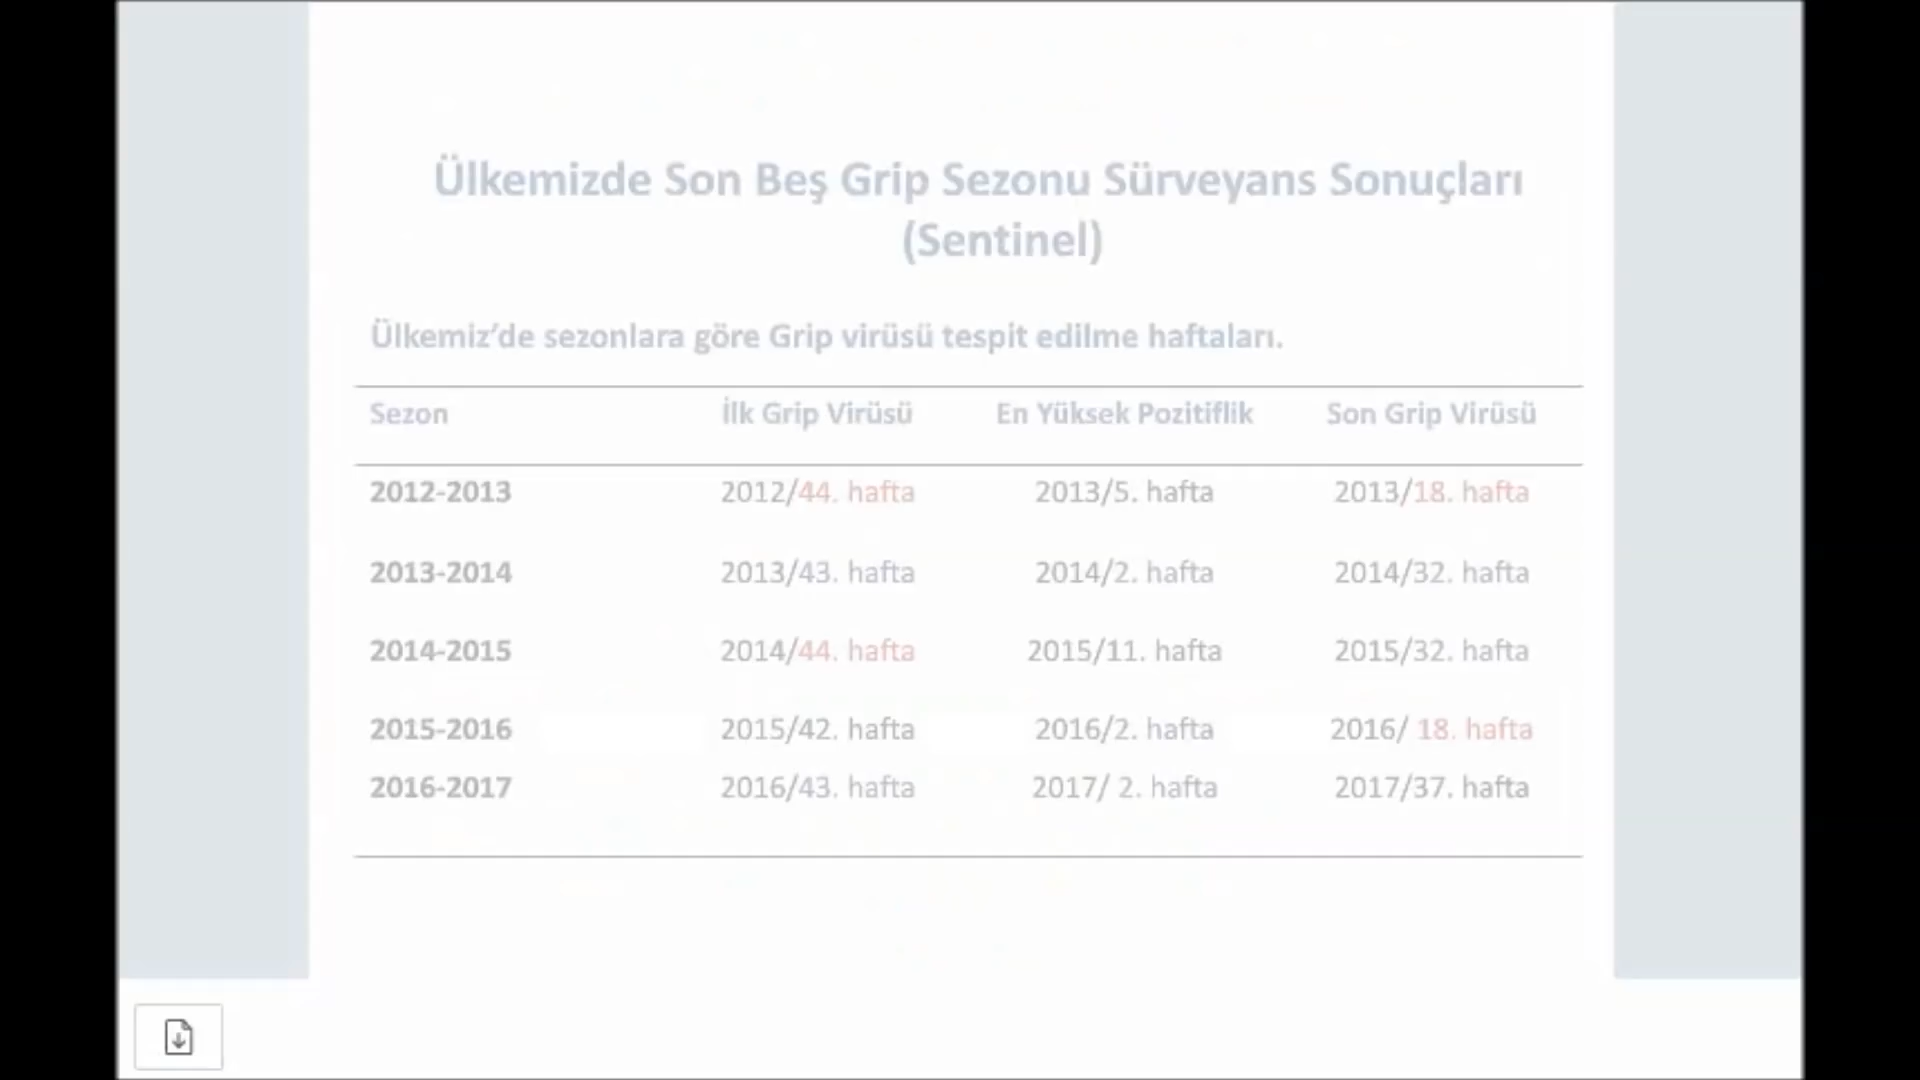 Ülkemizde Son Beş Grip Sezonu Sürveyans Sonuçları
(Sentinel)
Ülkemiz’de sezonlara göre Grip virüsü tespit edilme haftaları.
Sezon İlk Grip Virüsü En Yüksek Pozitiflik Son Grip Virüsü
2012-2013 2012/44. hafta 2013/5. hafta 2013/18. hafta
2013-2014 2013/43. hafta 2014/2. hafta 2014/32. hafta
2014-2015 2014/44. hafta 2015/11. hafta 2015/32. hafta
2015-2016 2015/42. hafta 2016/2. hafta 2016/ 18. hafta
2016-2017 2016/43. hafta 2017/ 2. hafta 2017/37. hafta